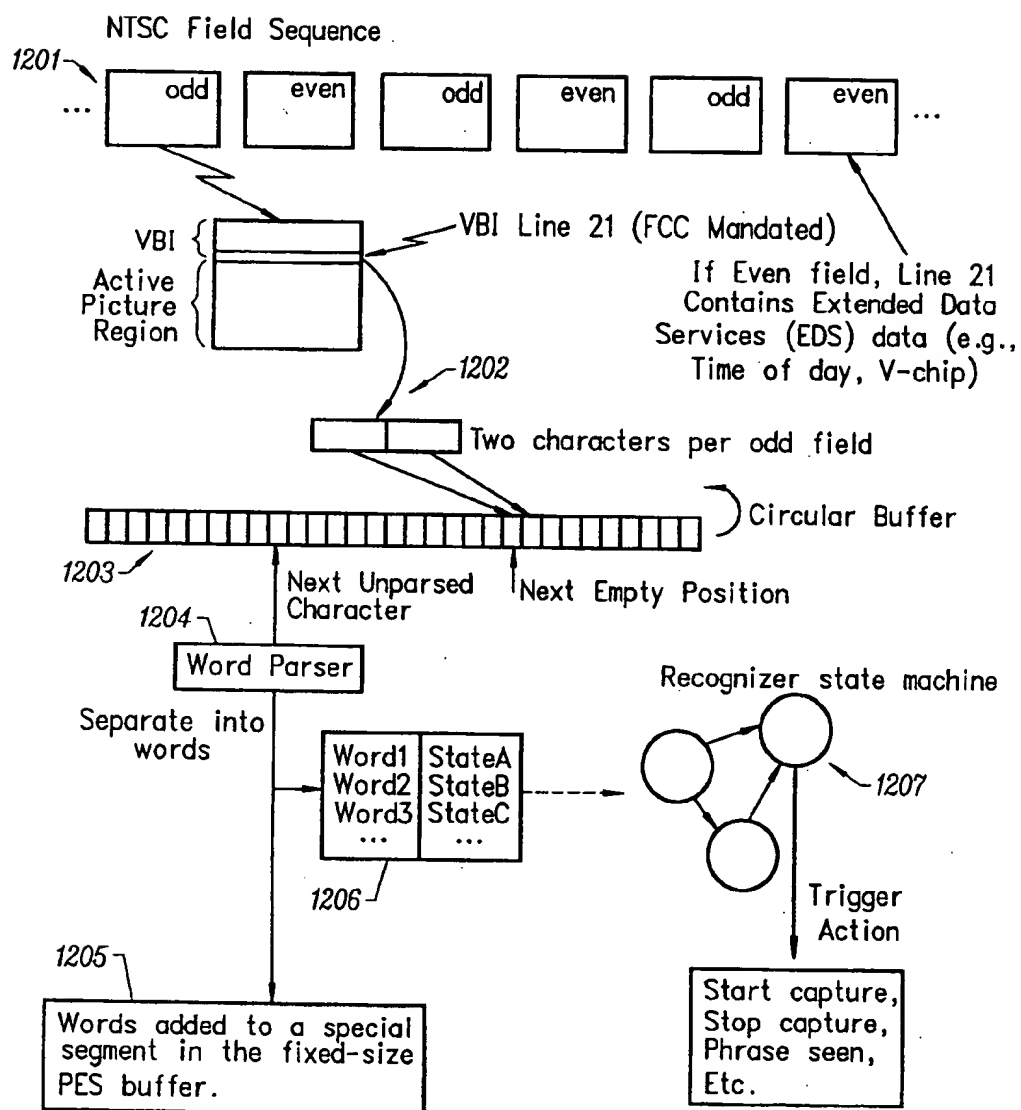 NTSC Field Sequence
1201
... odd even odd even odd even ...
VBI
VBI Line 21 (FCC Mandated)
Active
Picture
Region
If Even field, Line 21
Contains Extended Data
Services (EDS) data (e.g.,
Time of day, V-chip)
1202
Two characters per odd field
Circular Buffer
1203
Next Unparsed
Character
Next Empty Position
1204
Word Parser
Separate into
words
Recognizer state machine
Word1 StateA
Word2 StateB
Word3 StateC
... ...
1206
1207
Trigger
Action
1205
Words added to a special
segment in the fixed-size
PES buffer.
Start capture,
Stop capture,
Phrase seen,
Etc.